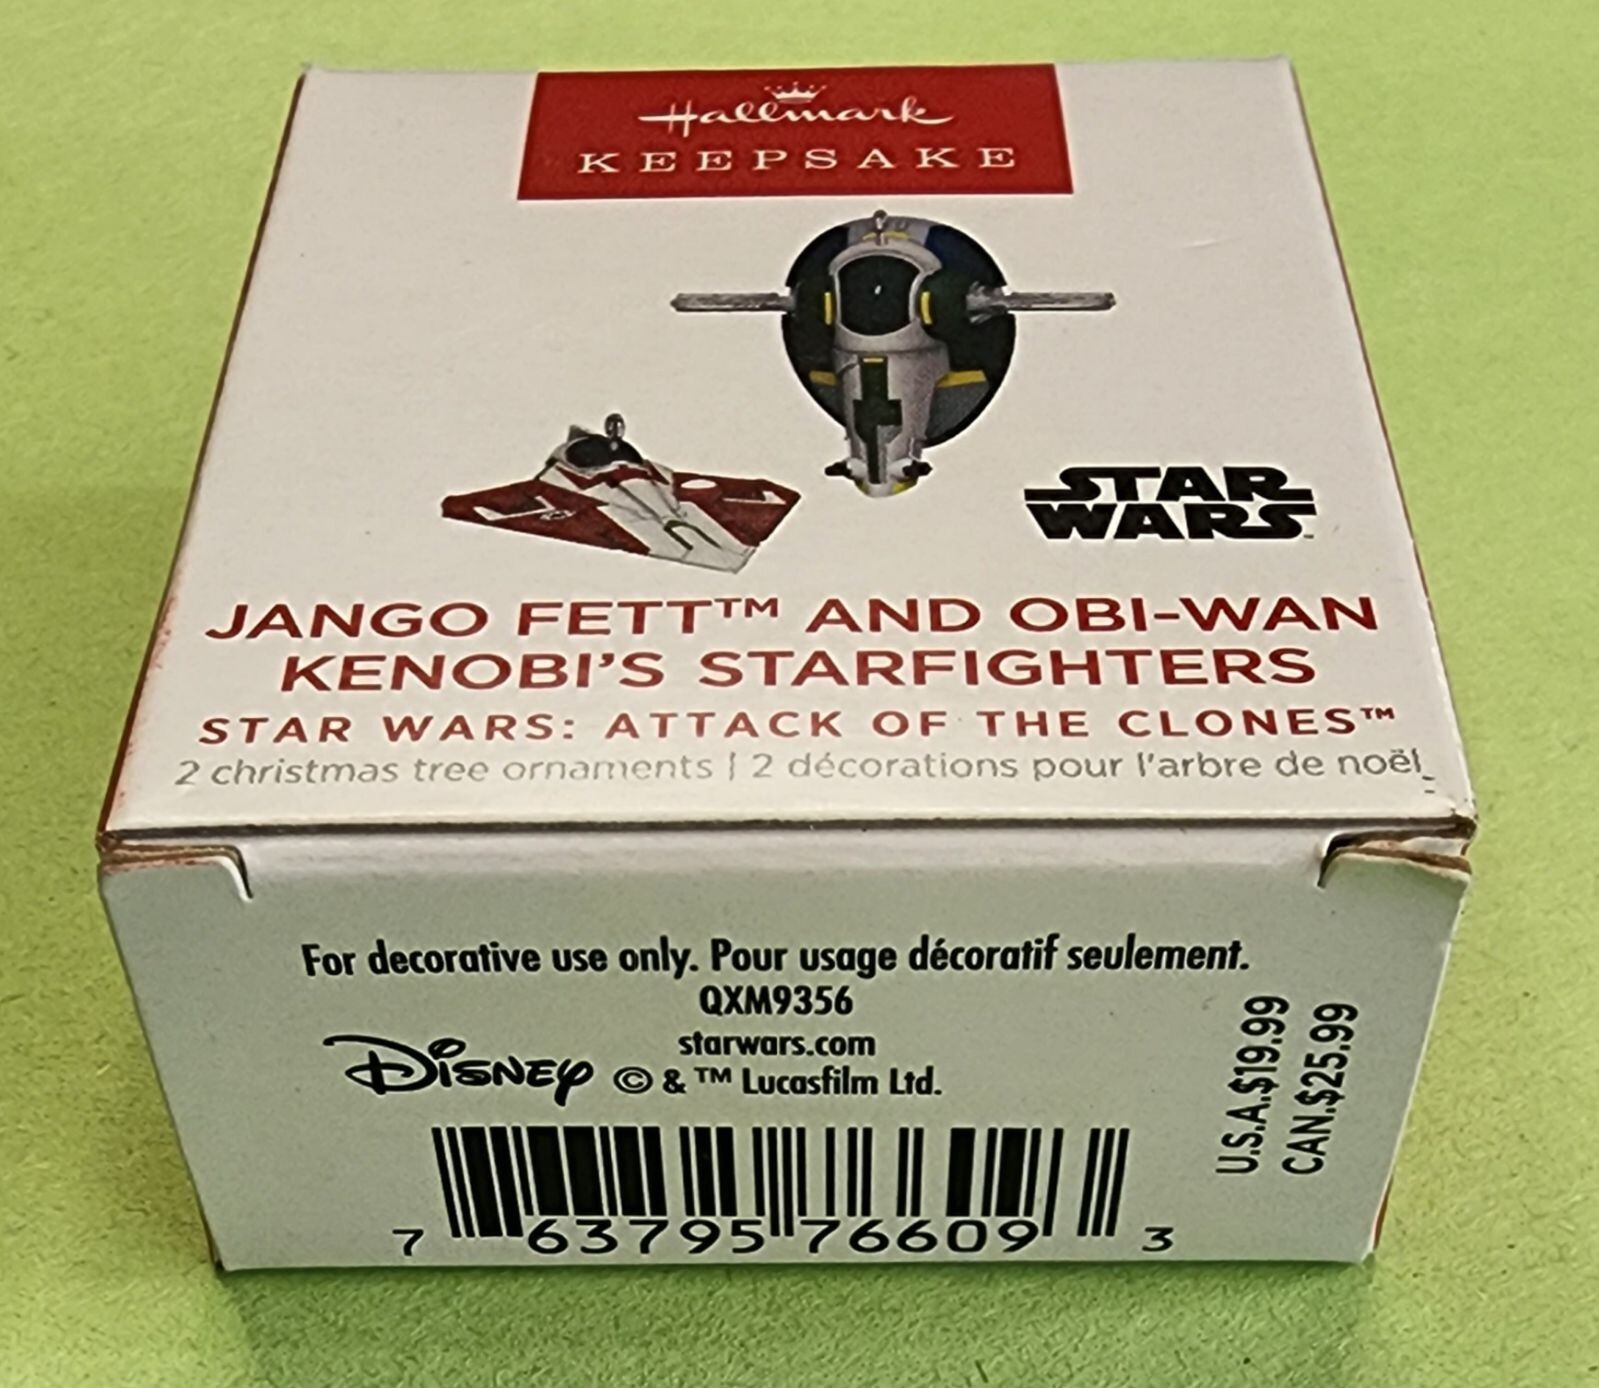 Hallmark
KEEPSAKE
STAR
WARS
JANGO FETT™ AND OBI-WAN
KENOBI'S STARFIGHTERS
STAR WARS: ATTACK OF THE CLONES™
2 christmas tree ornaments | 2 décorations pour l'arbre de noël
For decorative use only. Pour usage décoratif seulement.
QXM9356
starwars.com
Disney © & ™ Lucasfilm Ltd.
U.S.A.$19.99
CAN.$25.99
7 63795 76609 3